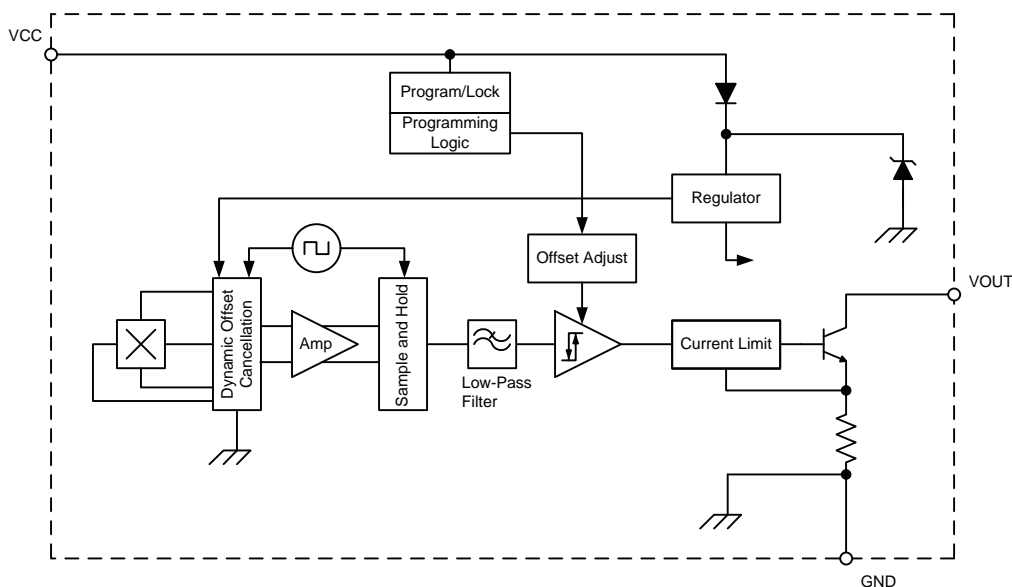 VCC
Program/Lock
Programming
Logic
Regulator
Offset Adjust
VOUT
Dynamic Offset
Cancellation
Amp
Sample and Hold
Low-Pass
Filter
Current Limit
GND